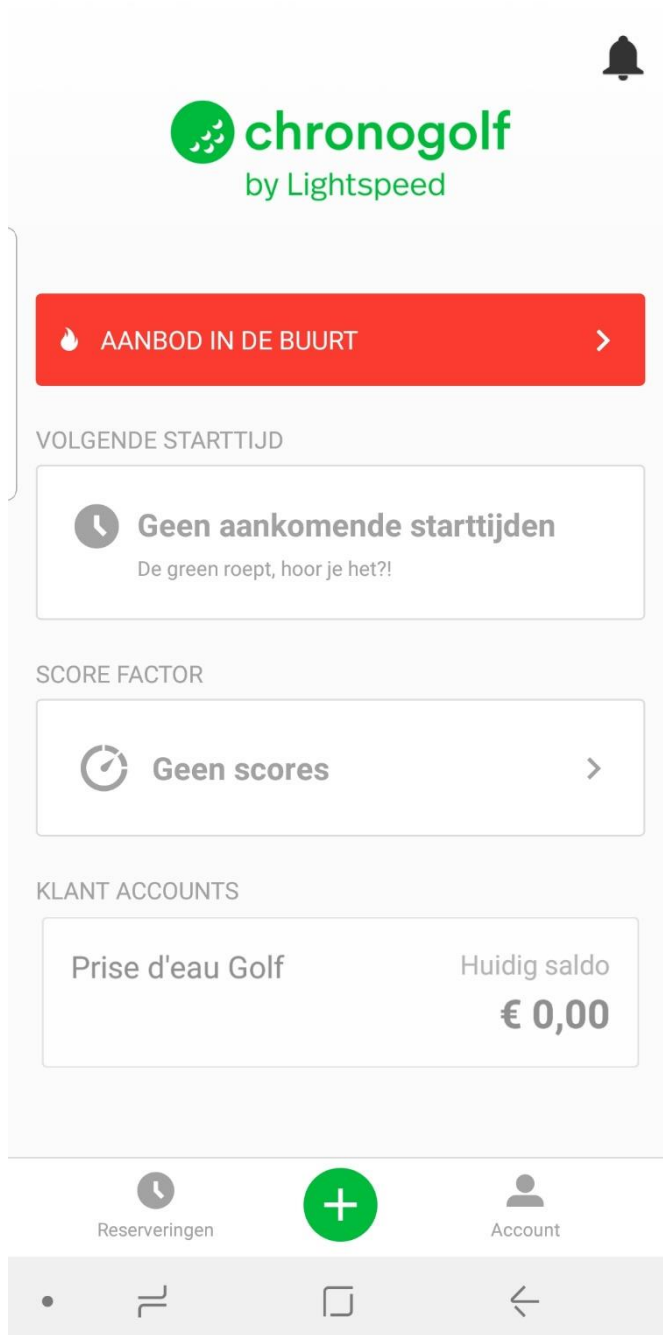 chronogolf
by Lightspeed
AANBOD IN DE BUURT
VOLGENDE STARTTIJD
Geen aankomende starttijden
De green roept, hoor je het?!
SCORE FACTOR
Geen scores
KLANT ACCOUNTS
Prise d'eau Golf
Huidig saldo
€ 0,00
Reserveringen
Account